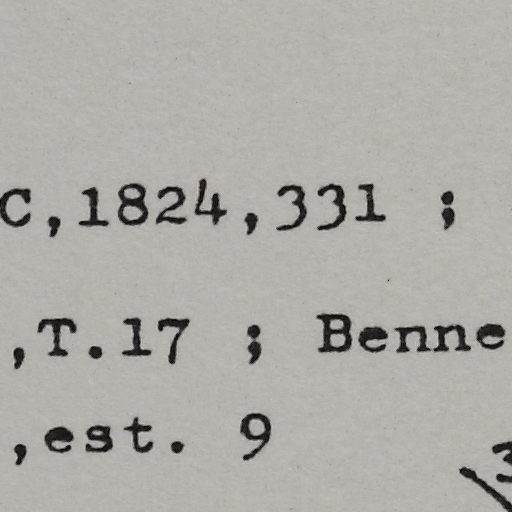 C,1824,331 ;
,T.17 ; Benne
,est. 9